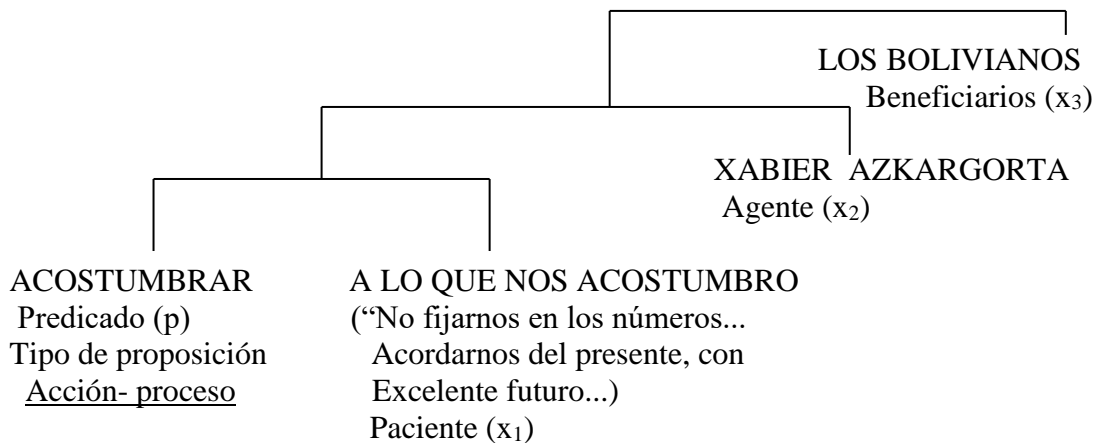 LOS BOLIVIANOS
Beneficiarios (x₃)
XABIER AZKARGORTA
Agente (x₂)
ACOSTUMBRAR
Predicado (p)
Tipo de proposición
Acción- proceso
A LO QUE NOS ACOSTUMBRO
(“No fijarnos en los números...
Acordarnos del presente, con
Excelente futuro...)
Paciente (x₁)